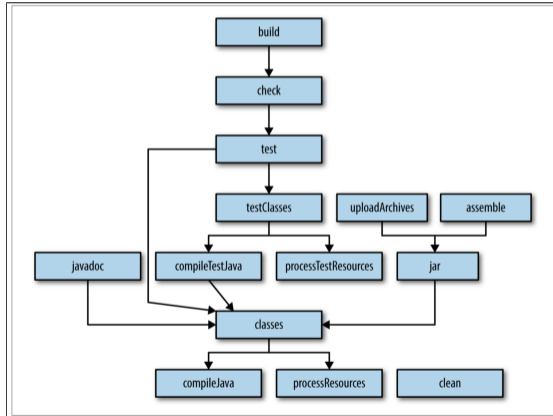 build
check
test
testClasses
uploadArchives
assemble
javadoc
compileTestJava
processTestResources
jar
classes
compileJava
processResources
clean